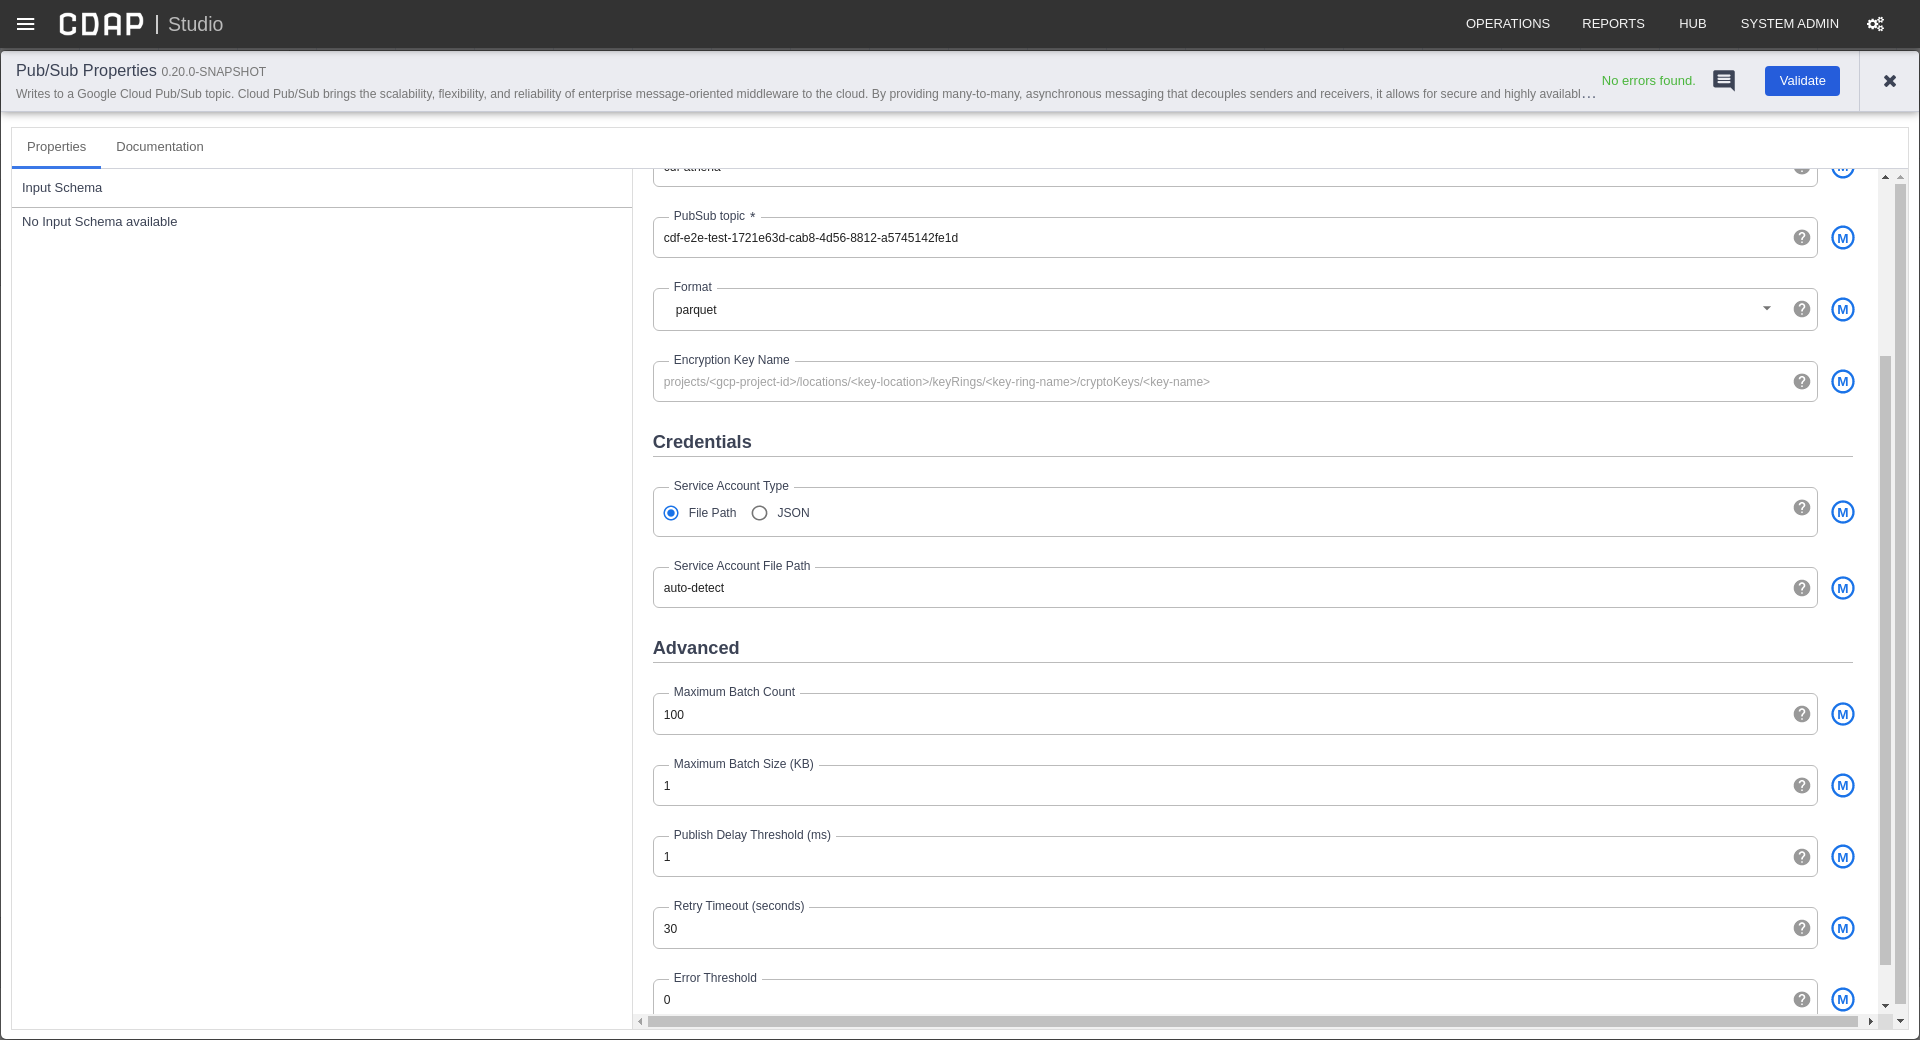 CDAP | Studio
OPERATIONS REPORTS HUB SYSTEM ADMIN
Pub/Sub Properties 0.20.0-SNAPSHOT
Writes to a Google Cloud Pub/Sub topic. Cloud Pub/Sub brings the scalability, flexibility, and reliability of enterprise message-oriented middleware to the cloud. By providing many-to-many, asynchronous messaging that decouples senders and receivers, it allows for secure and highly availabl...
No errors found.
Validate
Properties Documentation
Input Schema
No Input Schema available
PubSub topic *
cdf-e2e-test-1721e63d-cab8-4d56-8812-a5745142fe1d
M
Format
parquet
M
Encryption Key Name
projects/<gcp-project-id>/locations/<key-location>/keyRings/<key-ring-name>/cryptoKeys/<key-name>
M
Credentials
Service Account Type
File Path JSON
M
Service Account File Path
auto-detect
M
Advanced
Maximum Batch Count
100
M
Maximum Batch Size (KB)
1
M
Publish Delay Threshold (ms)
1
M
Retry Timeout (seconds)
30
M
Error Threshold
0
M